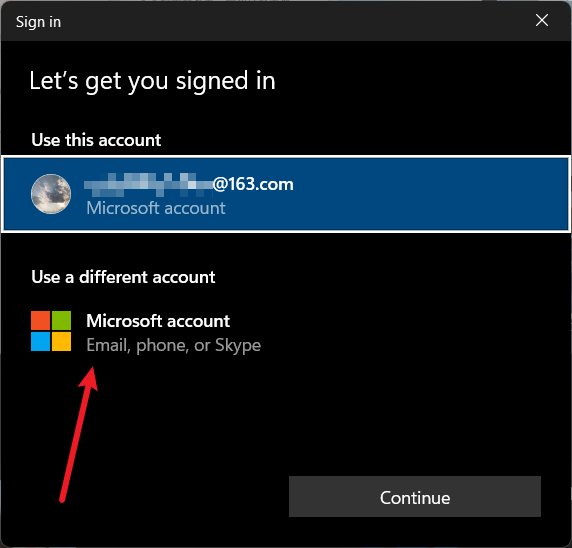 Sign in
Let's get you signed in
Use this account
@163.com
Microsoft account
Use a different account
Microsoft account
Email, phone, or Skype
Continue